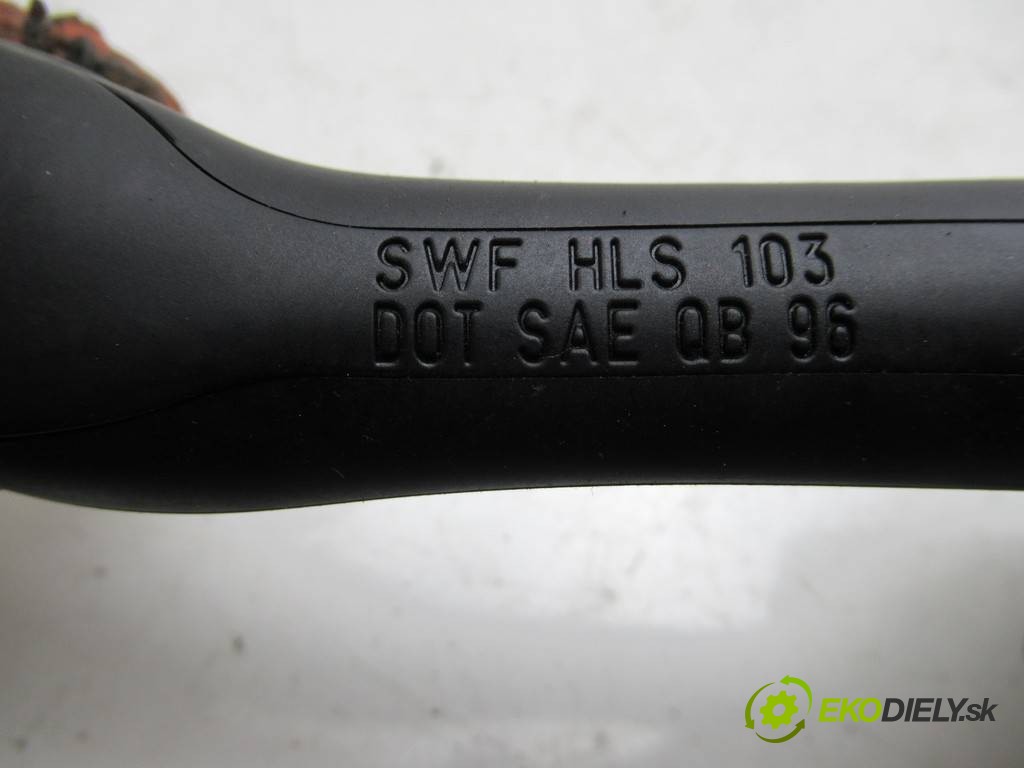 SWF HLS 103
DOT SAE QB 96
EKODIELY.sk